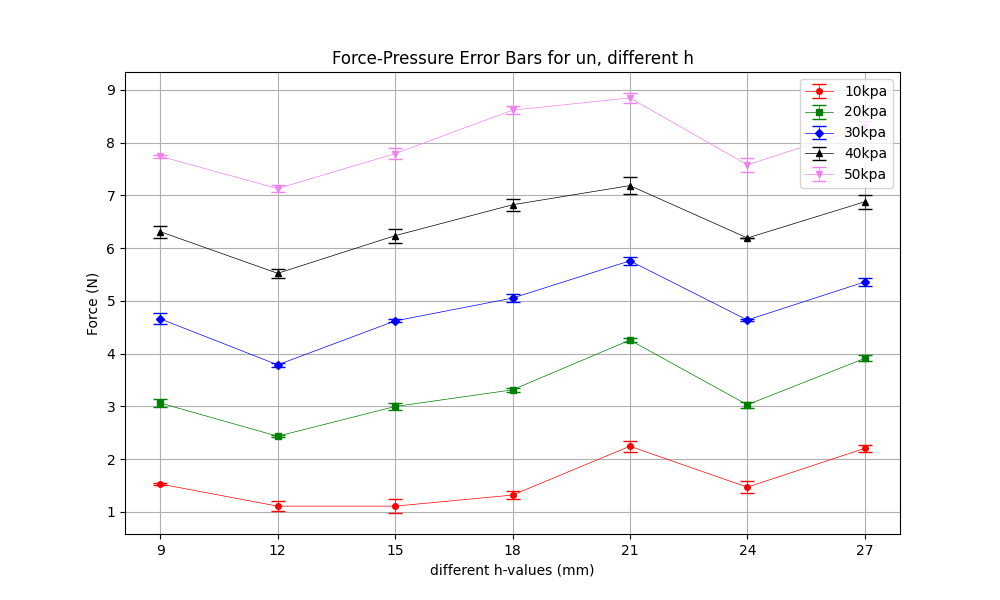 Force-Pressure Error Bars for un, different h
9
8
7
6
5
4
3
2
1
Force (N)
10kpa
20kpa
30kpa
40kpa
50kpa
9 12 15 18 21 24 27
different h-values (mm)